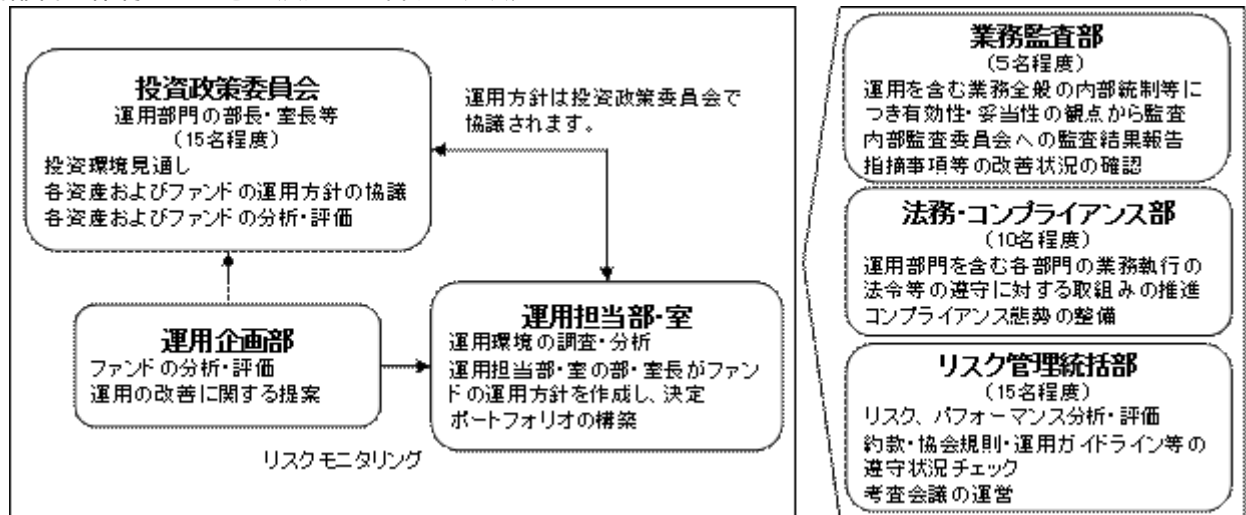 投資政策委員会
運用部門の部長・室長等
（15名程度）
投資環境見通し
各資産およびファンドの運用方針の協議
各資産およびファンドの分析・評価
運用方針は投資政策委員会で
協議されます。
運用企画部
ファンドの分析・評価
運用の改善に関する提案
運用担当部・室
運用環境の調査・分析
運用担当部・室の部・室長がファン
ドの運用方針を作成し、決定
ポートフォリオの構築
リスクモニタリング
業務監査部
（5名程度）
運用を含む業務全般の内部統制等に
つき有効性・妥当性の観点から監査
内部監査委員会への監査結果報告
指摘事項等の改善状況の確認
法務・コンプライアンス部
（10名程度）
運用部門を含む各部門の業務執行の
法令等の遵守に対する取組みの推進
コンプライアンス態勢の整備
リスク管理統括部
（15名程度）
リスク、パフォーマンス分析・評価
約款・協会規則・運用ガイドライン等の
遵守状況チェック
考査会議の運営